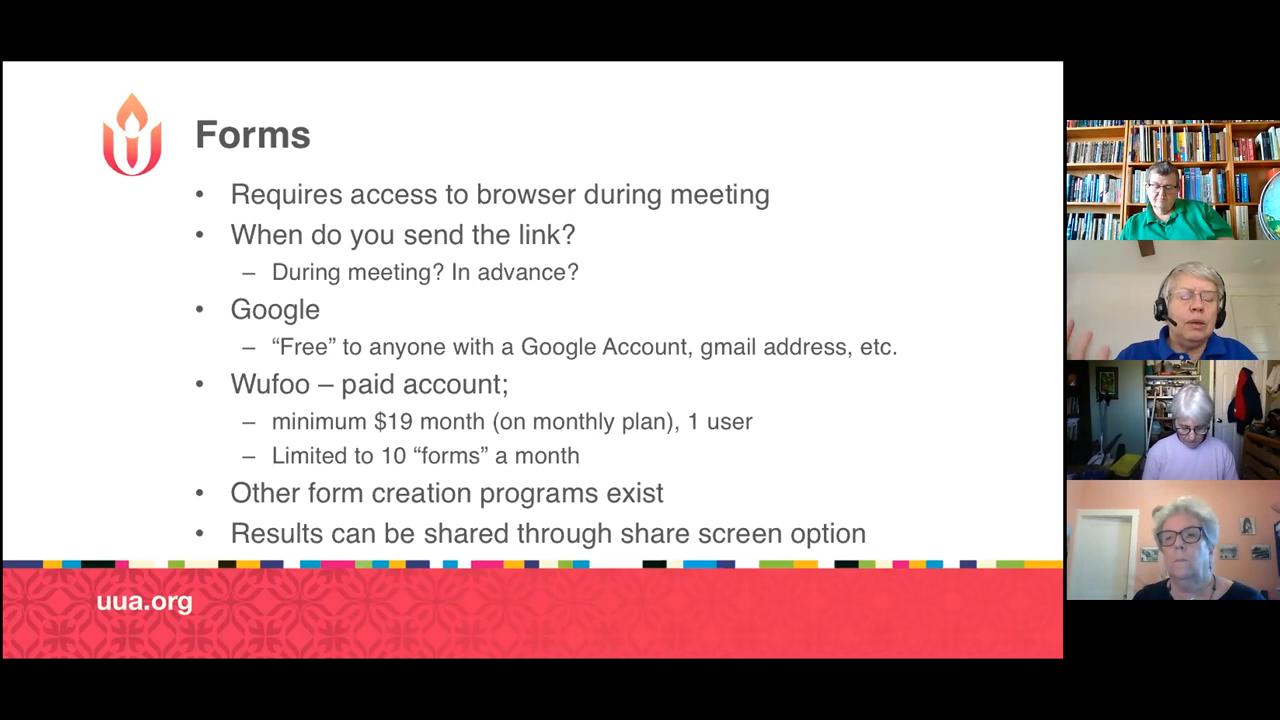 Forms
• Requires access to browser during meeting
• When do you send the link?
– During meeting? In advance?
• Google
– “Free” to anyone with a Google Account, gmail address, etc.
• Wufoo – paid account;
– minimum $19 month (on monthly plan), 1 user
– Limited to 10 “forms” a month
• Other form creation programs exist
• Results can be shared through share screen option
uua.org